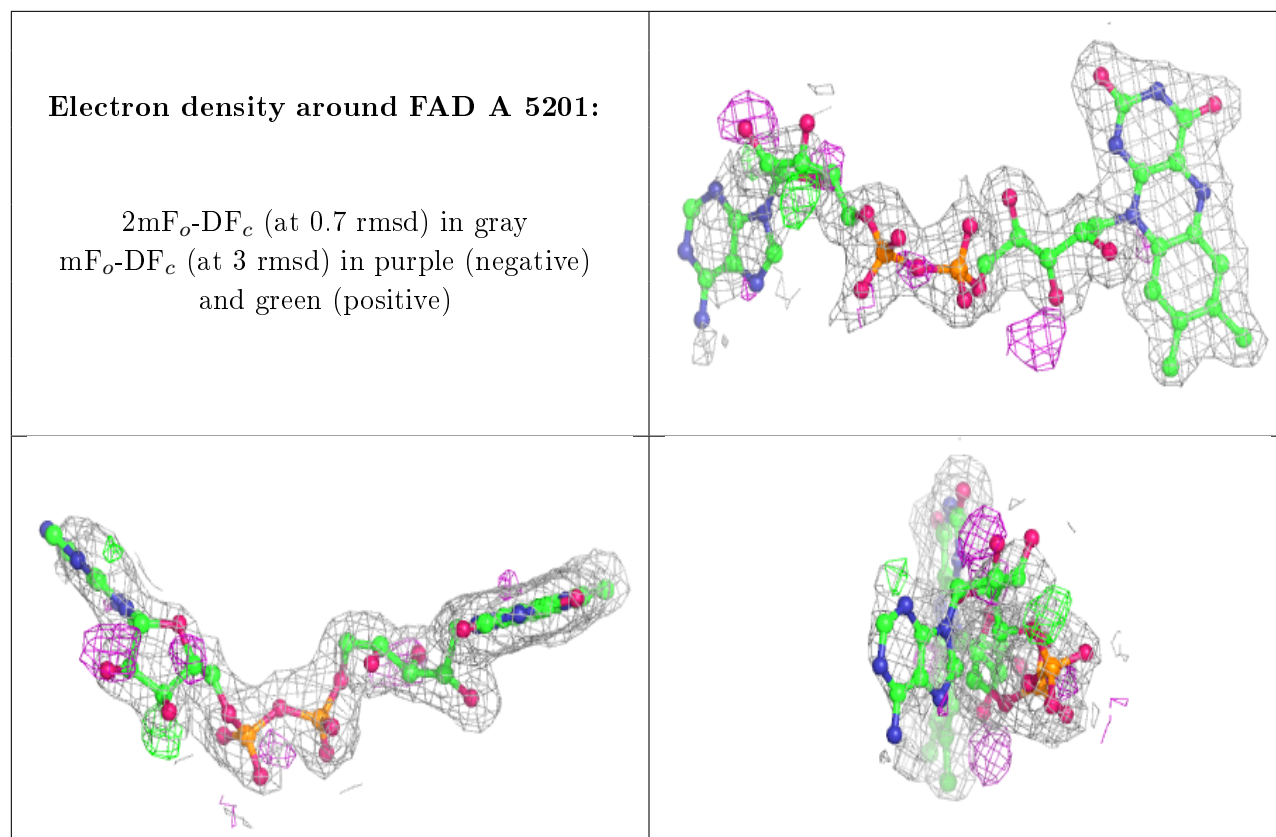 Electron density around FAD A 5201:
2mFₒ-DF𝒸 (at 0.7 rmsd) in gray
mFₒ-DF𝒸 (at 3 rmsd) in purple (negative)
and green (positive)